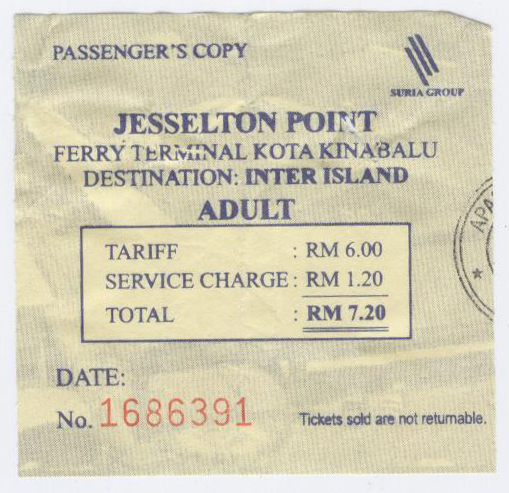 PASSENGER'S COPY
SURIA GROUP
JESSELTON POINT
FERRY TERMINAL KOTA KINABALU
DESTINATION: INTER ISLAND
ADULT
TARIFF : RM 6.00
SERVICE CHARGE : RM 1.20
TOTAL : RM 7.20
DATE:
No. 1686391
Tickets sold are not returnable.